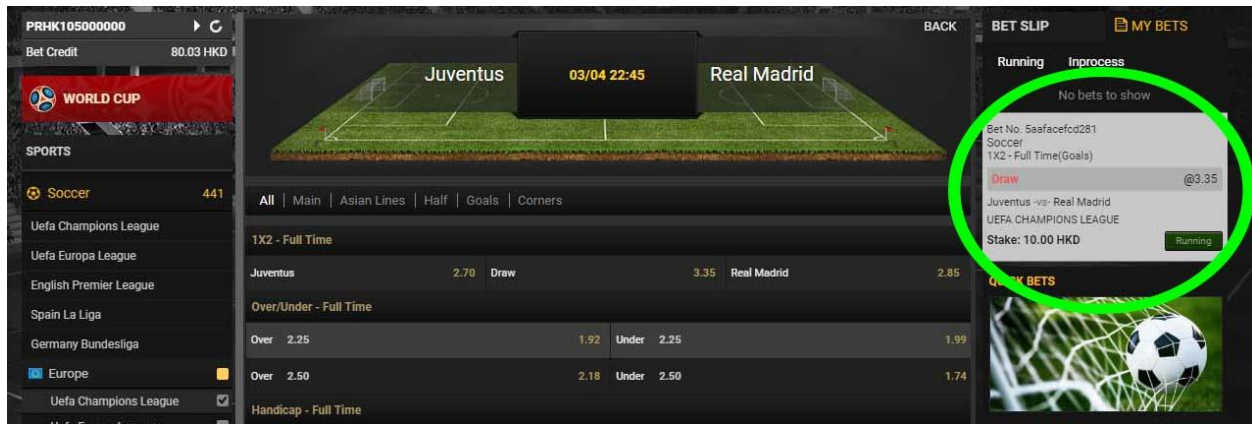 PRHK105000000
Bet Credit 80.03 HKD
WORLD CUP
SPORTS
Soccer 441
Uefa Champions League
Uefa Europa League
English Premier League
Spain La Liga
Germany Bundesliga
Europe
Uefa Champions League
BACK
Juventus 03/04 22:45 Real Madrid
All | Main | Asian Lines | Half | Goals | Corners
1X2 - Full Time
Juventus 2.70 Draw 3.35 Real Madrid 2.85
Over/Under - Full Time
Over 2.25 1.92 Under 2.25 1.99
Over 2.50 2.18 Under 2.50 1.74
Handicap - Full Time
BET SLIP MY BETS
Running Inprocess
No bets to show
Bet No. 5aafacefcd281
Soccer
1X2 - Full Time(Goals)
Draw @3.35
Juventus -vs- Real Madrid
UEFA CHAMPIONS LEAGUE
Stake: 10.00 HKD Running
QUICK BETS